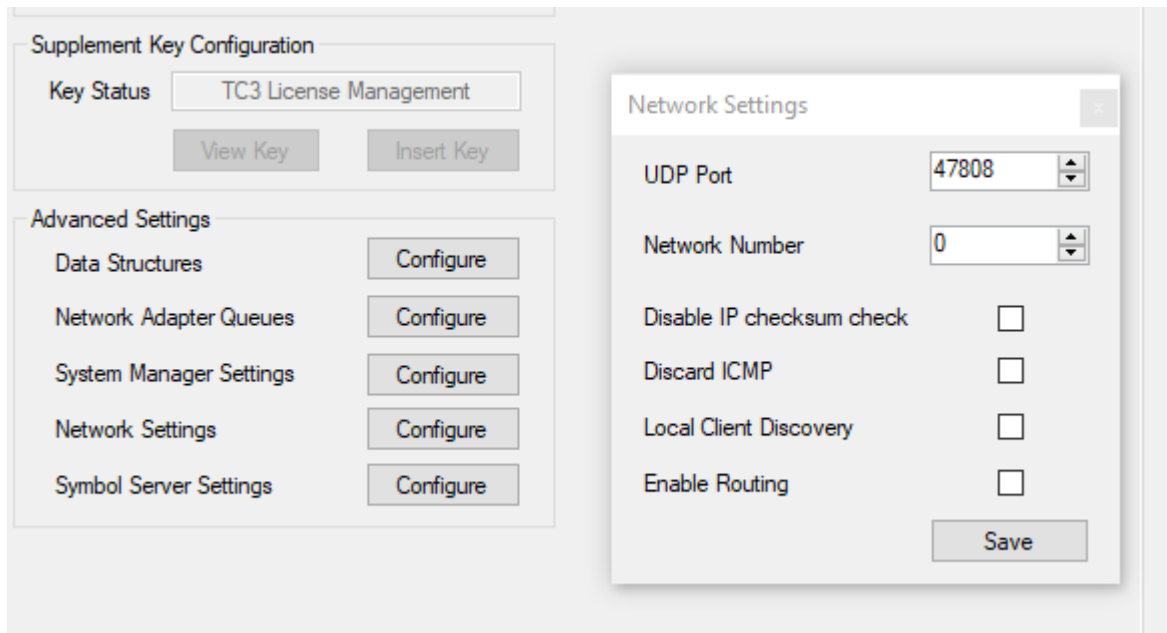 Supplement Key Configuration
Key Status TC3 License Management
View Key Insert Key
Advanced Settings
Data Structures Configure
Network Adapter Queues Configure
System Manager Settings Configure
Network Settings Configure
Symbol Server Settings Configure
Network Settings x
UDP Port 47808
Network Number 0
Disable IP checksum check
Discard ICMP
Local Client Discovery
Enable Routing
Save